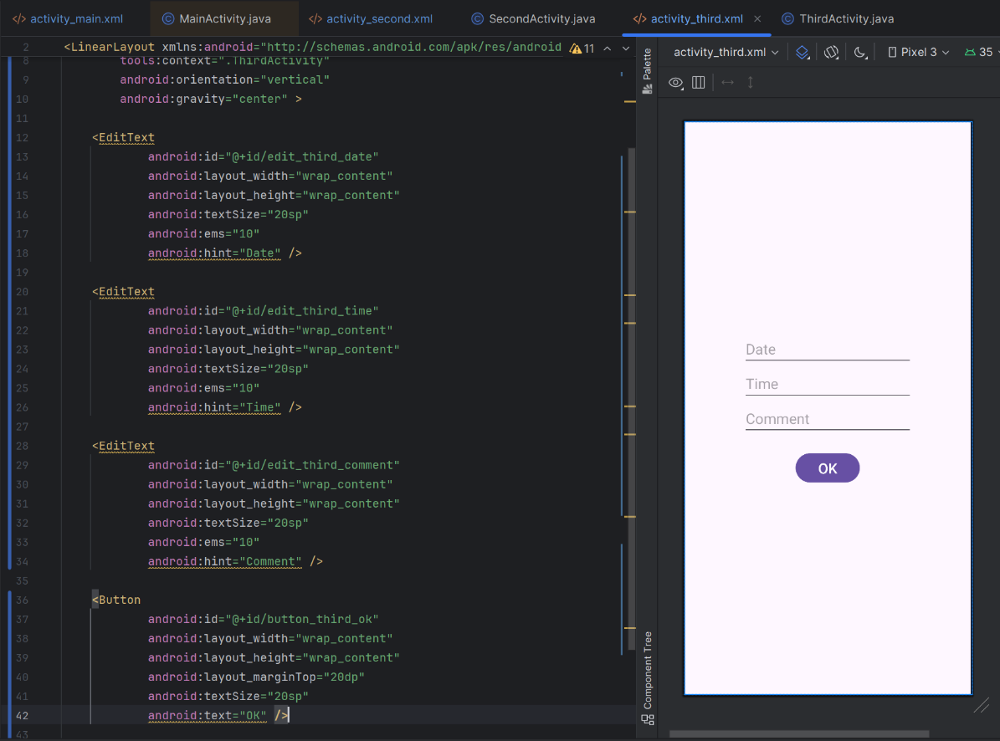 </> activity_main.xml MainActivity.java </> activity_second.xml SecondActivity.java </> activity_third.xml × ThirdActivity.java
2 <LinearLayout xmlns:android="http://schemas.android.com/apk/res/android 11
8 tools:context=".ThirdActivity"
9 android:orientation="vertical"
10 android:gravity="center" >
11
12 <EditText
13 android:id="@+id/edit_third_date"
14 android:layout_width="wrap_content"
15 android:layout_height="wrap_content"
16 android:textSize="20sp"
17 android:ems="10"
18 android:hint="Date" />
19
20 <EditText
21 android:id="@+id/edit_third_time"
22 android:layout_width="wrap_content"
23 android:layout_height="wrap_content"
24 android:textSize="20sp"
25 android:ems="10"
26 android:hint="Time" />
27
28 <EditText
29 android:id="@+id/edit_third_comment"
30 android:layout_width="wrap_content"
31 android:layout_height="wrap_content"
32 android:textSize="20sp"
33 android:ems="10"
34 android:hint="Comment" />
35
36 <Button
37 android:id="@+id/button_third_ok"
38 android:layout_width="wrap_content"
39 android:layout_height="wrap_content"
40 android:layout_marginTop="20dp"
41 android:textSize="20sp"
42 android:text="OK" />
43
Palette
Component Tree
activity_third.xml Pixel 3 35
Date
Time
Comment
OK